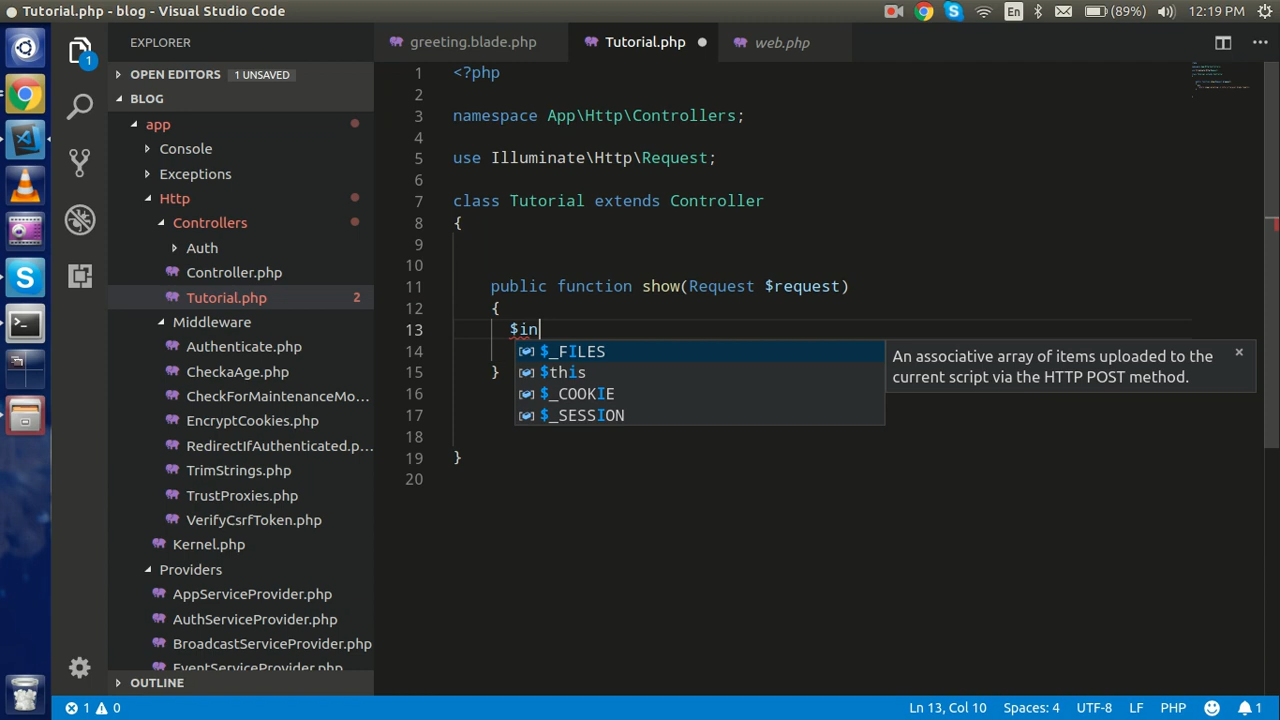 Tutorial.php - blog - Visual Studio Code
En
(89%)
12:19 PM
EXPLORER
1
OPEN EDITORS 1 UNSAVED
BLOG
app
Console
Exceptions
Http
Controllers
Auth
Controller.php
Tutorial.php 2
Middleware
Authenticate.php
CheckaAge.php
CheckForMaintenanceMo...
EncryptCookies.php
RedirectIfAuthenticated.p...
TrimStrings.php
TrustProxies.php
VerifyCsrfToken.php
Kernel.php
Providers
AppServiceProvider.php
AuthServiceProvider.php
BroadcastServiceProvider.php
EventServiceProvider.php
OUTLINE
greeting.blade.php
Tutorial.php
web.php
1 <?php
2
3 namespace App\Http\Controllers;
4
5 use Illuminate\Http\Request;
6
7 class Tutorial extends Controller
8 {
9
10
11 public function show(Request $request)
12 {
13 $in
14
15 }
16
17
18
19 }
20
$_FILES
$this
$_COOKIE
$_SESSION
An associative array of items uploaded to the
current script via the HTTP POST method.
×
1 0
Ln 13, Col 10
Spaces: 4
UTF-8
LF
PHP
1